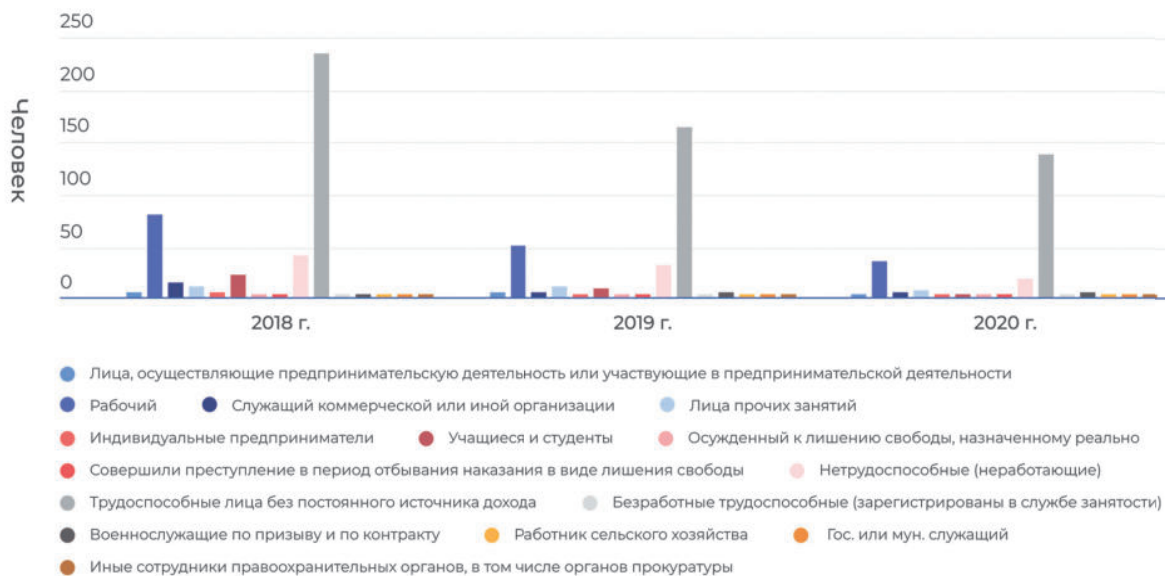 250
200
150
100
50
0
Человек
2018 г. 2019 г. 2020 г.
Лица, осуществляющие предпринимательскую деятельность или участвующие в предпринимательской деятельности
Рабочий Служащий коммерческой или иной организации Лица прочих занятий
Индивидуальные предприниматели Учащиеся и студенты Осужденный к лишению свободы, назначенному реально
Совершили преступление в период отбывания наказания в виде лишения свободы Нетрудоспособные (неработающие)
Трудоспособные лица без постоянного источника дохода Безработные трудоспособные (зарегистрированы в службе занятости)
Военнослужащие по призыву и по контракту Работник сельского хозяйства Гос. или мун. служащий
Иные сотрудники правоохранительных органов, в том числе органов прокуратуры